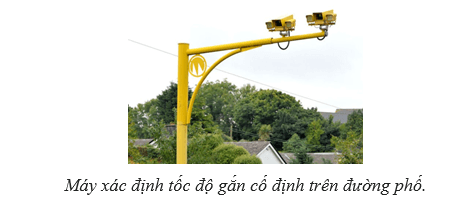 Máy xác định tốc độ gắn cố định trên đường phố.